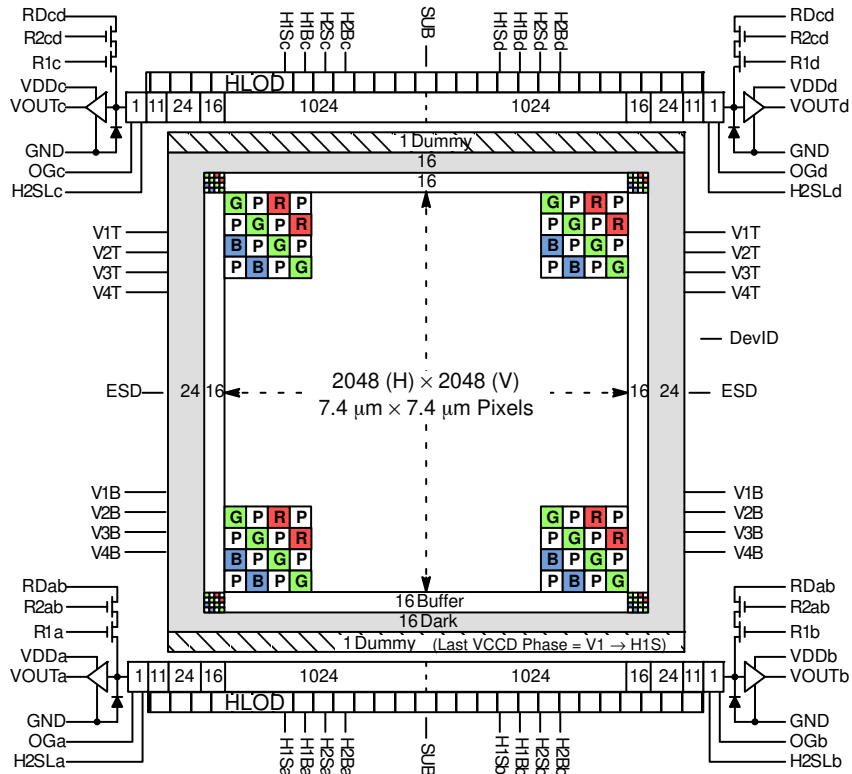 RDcd H1Sc H1Bc H2Sc H2Bc SUB H1Sd H1Bd H2Sd H2Bd RDcd
R2cd R2cd
R1c R1d
VDDc HLOD VDDd
VOUTc 1 11 24 16 1024 1024 16 24 11 1 VOUTd
GND 1 Dummy GND
OGc 16 OGd
H2SLc 16 H2SLd
G P R P G P R P
V1T P G P R P G P R V1T
V2T B P G P B P G P V2T
V3T P B P G P B P G V3T
V4T V4T
DevID
ESD 24 16 2048 (H) × 2048 (V) 16 24 ESD
7.4 μm × 7.4 μm Pixels
V1B V1B
V2B G P R P G P R P V2B
V3B P G P R P G P R V3B
V4B B P G P B P G P V4B
P B P G P B P G
RDab RDab
R2ab 16 Buffer R2ab
R1a 16 Dark R1b
1 Dummy (Last VCCD Phase = V1 → H1S)
VDDa VDDb
VOUTa 1 11 24 16 1024 1024 16 24 11 1 VOUTb
HLOD
GND GND
OGa OGb
H2SLa H1Sa H1Ba H2Sa H2Ba SUB H1Sb H1Bb H2Sb H2Bb H2SLb